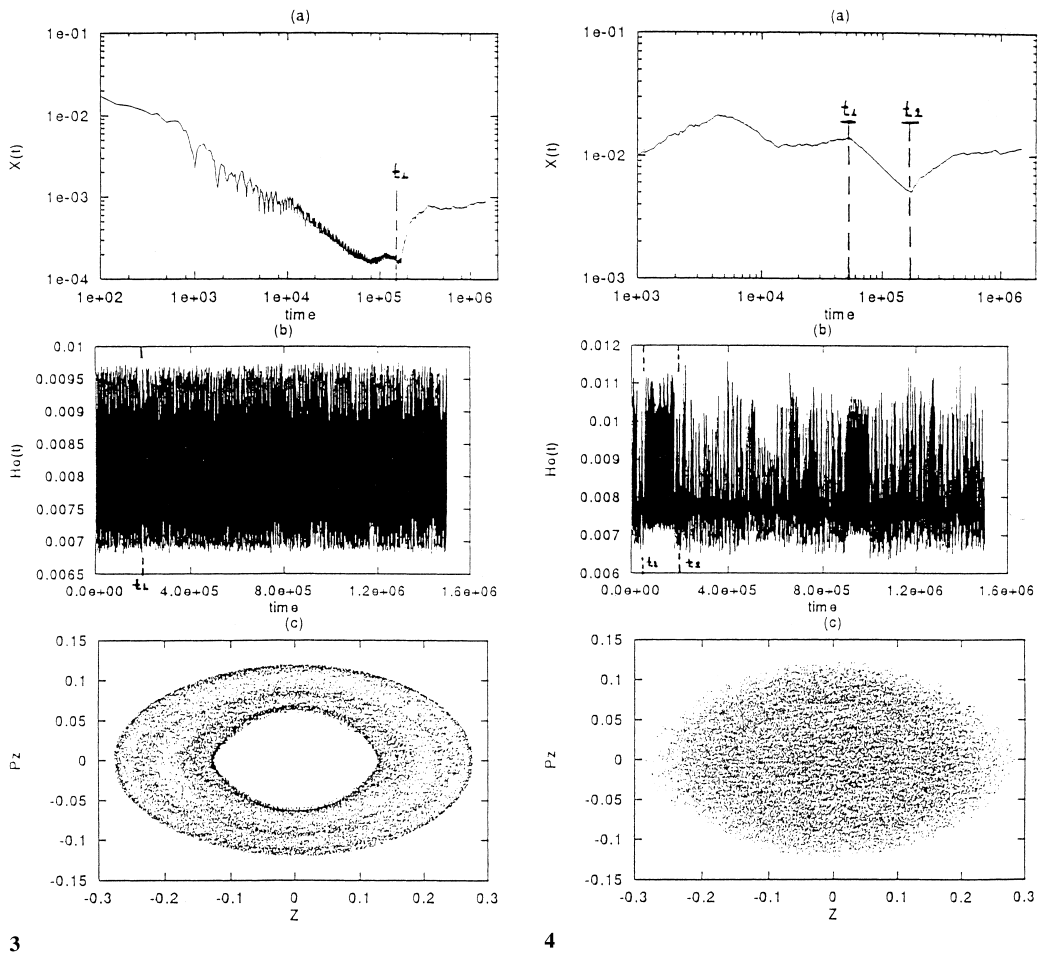 (a)
1e-01
1e-02
1e-03
1e-04
X(t)
t₁
1e+02 1e+03 1e+04 1e+05 1e+06
time
(b)
0.01
0.0095
0.009
0.0085
0.008
0.0075
0.007
0.0065
Ho(t)
t₁
0.0e+00 4.0e+05 8.0e+05 1.2e+06 1.6e+06
time
(c)
0.15
0.1
0.05
0
-0.05
-0.1
-0.15
Pz
-0.3 -0.2 -0.1 0 0.1 0.2 0.3
Z
3
(a)
1e-01
1e-02
1e-03
X(t)
t₁ t₂
1e+03 1e+04 1e+05 1e+06
time
(b)
0.012
0.011
0.010
0.009
0.008
0.007
0.006
Ho(t)
t₁ t₂
0.0e+00 4.0e+05 8.0e+05 1.2e+06 1.6e+06
time
(c)
0.15
0.1
0.05
0
-0.05
-0.1
-0.15
Pz
-0.3 -0.2 -0.1 0 0.1 0.2 0.3
Z
4